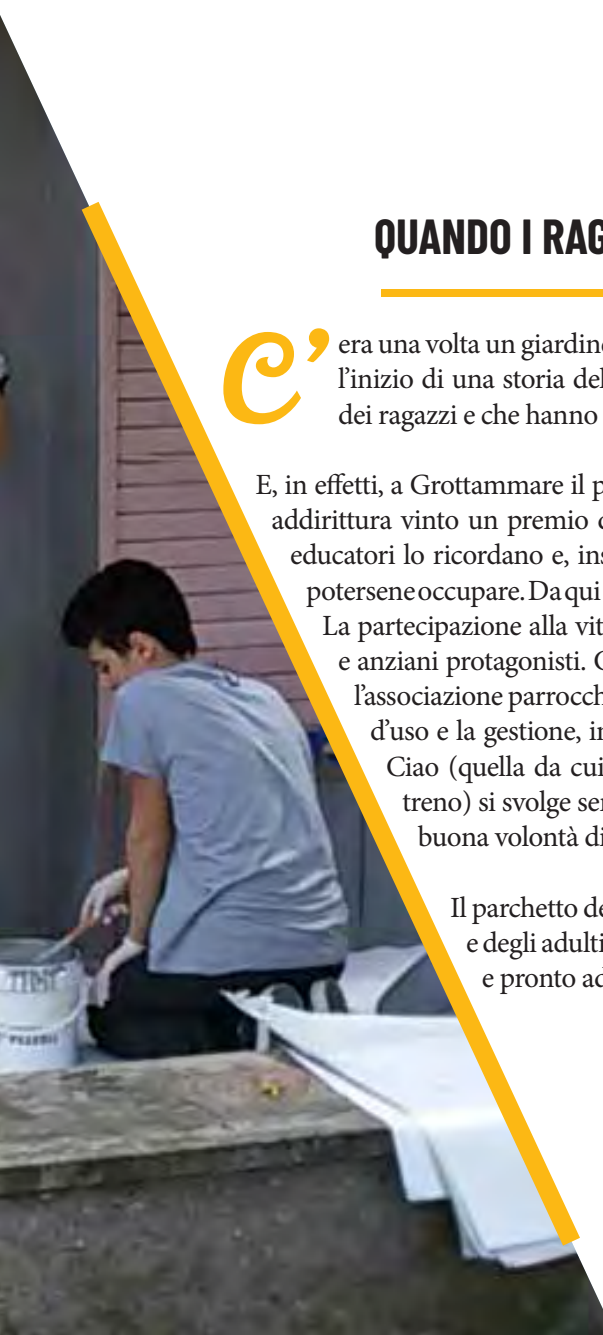 QUANDO I RAG
C’era una volta un giardino
l’inizio di una storia del
dei ragazzi e che hanno
E, in effetti, a Grottammare il p
addirittura vinto un premio
educatori lo ricordano e, ins
potersene occupare. Da qui
La partecipazione alla vit
e anziani protagonisti.
l’associazione parrocch
d’uso e la gestione, in
Ciao (quella da cui
treno) si svolge ser
buona volontà di
Il parchetto de
e degli adulti
e pronto ad